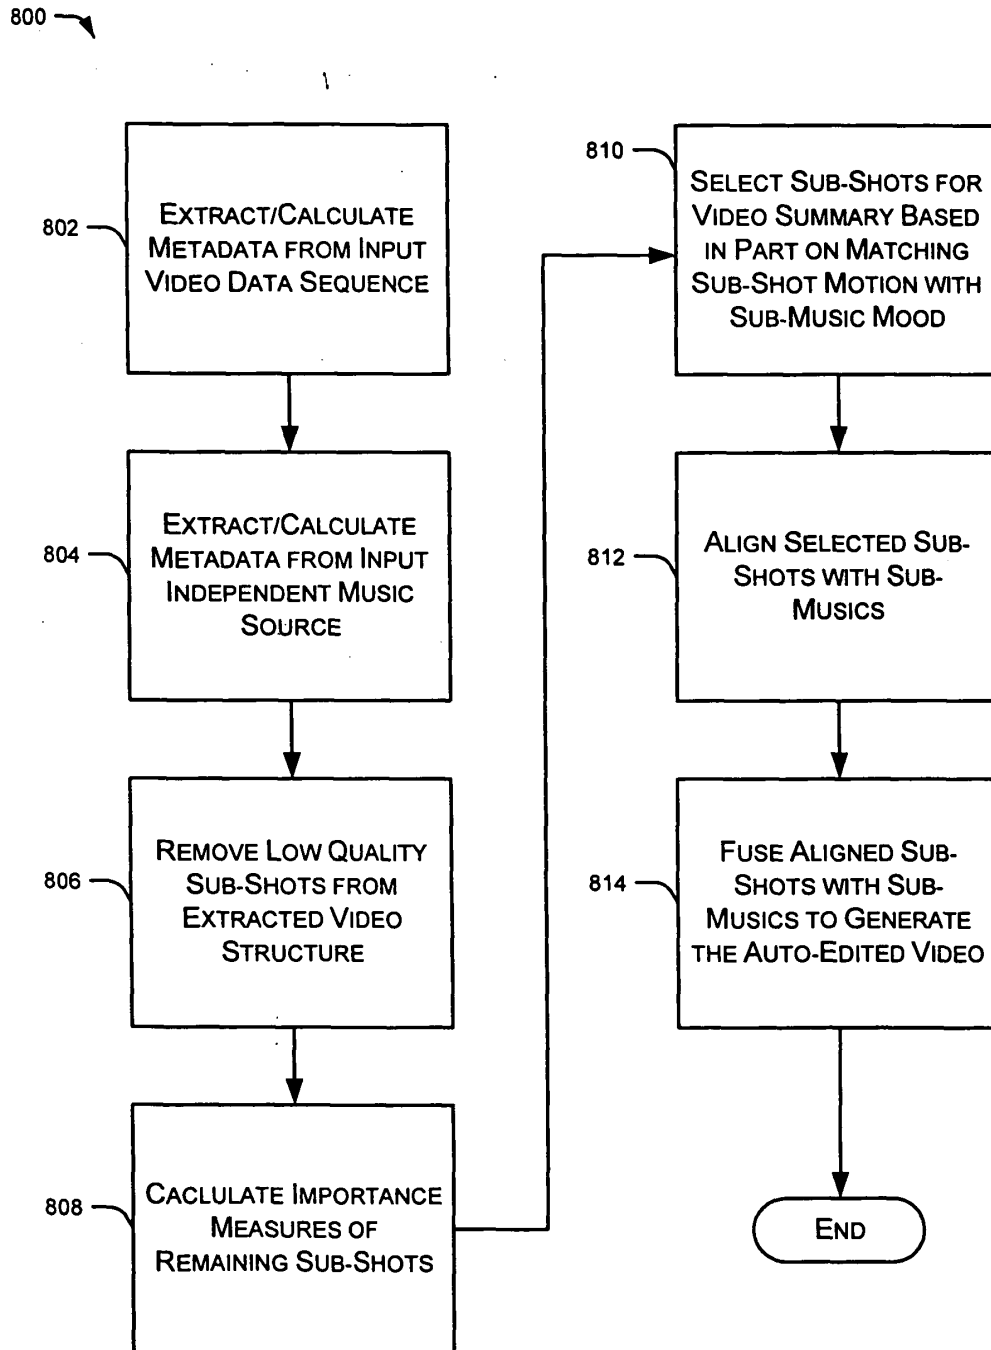 800
802
EXTRACT/CALCULATE
METADATA FROM INPUT
VIDEO DATA SEQUENCE
804
EXTRACT/CALCULATE
METADATA FROM INPUT
INDEPENDENT MUSIC
SOURCE
806
REMOVE LOW QUALITY
SUB-SHOTS FROM
EXTRACTED VIDEO
STRUCTURE
808
CACLULATE IMPORTANCE
MEASURES OF
REMAINING SUB-SHOTS
810
SELECT SUB-SHOTS FOR
VIDEO SUMMARY BASED
IN PART ON MATCHING
SUB-SHOT MOTION WITH
SUB-MUSIC MOOD
812
ALIGN SELECTED SUB-
SHOTS WITH SUB-
MUSICS
814
FUSE ALIGNED SUB-
SHOTS WITH SUB-
MUSICS TO GENERATE
THE AUTO-EDITED VIDEO
END